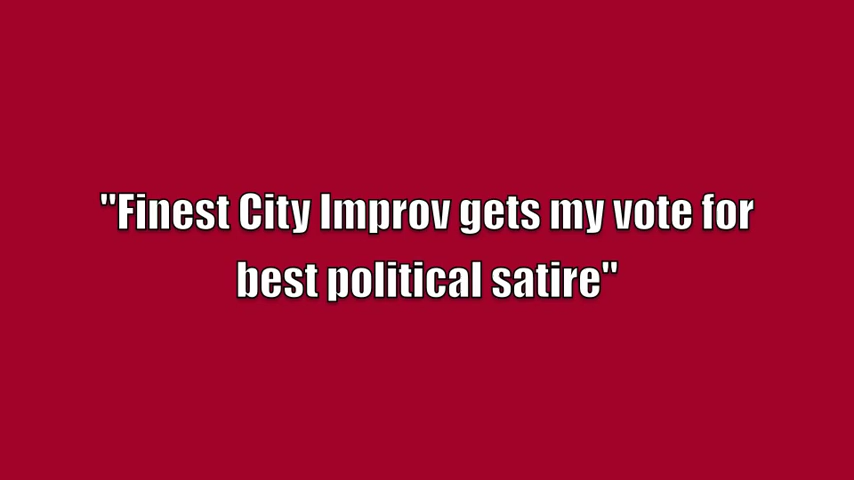 "Finest City Improv gets my vote for
best political satire"